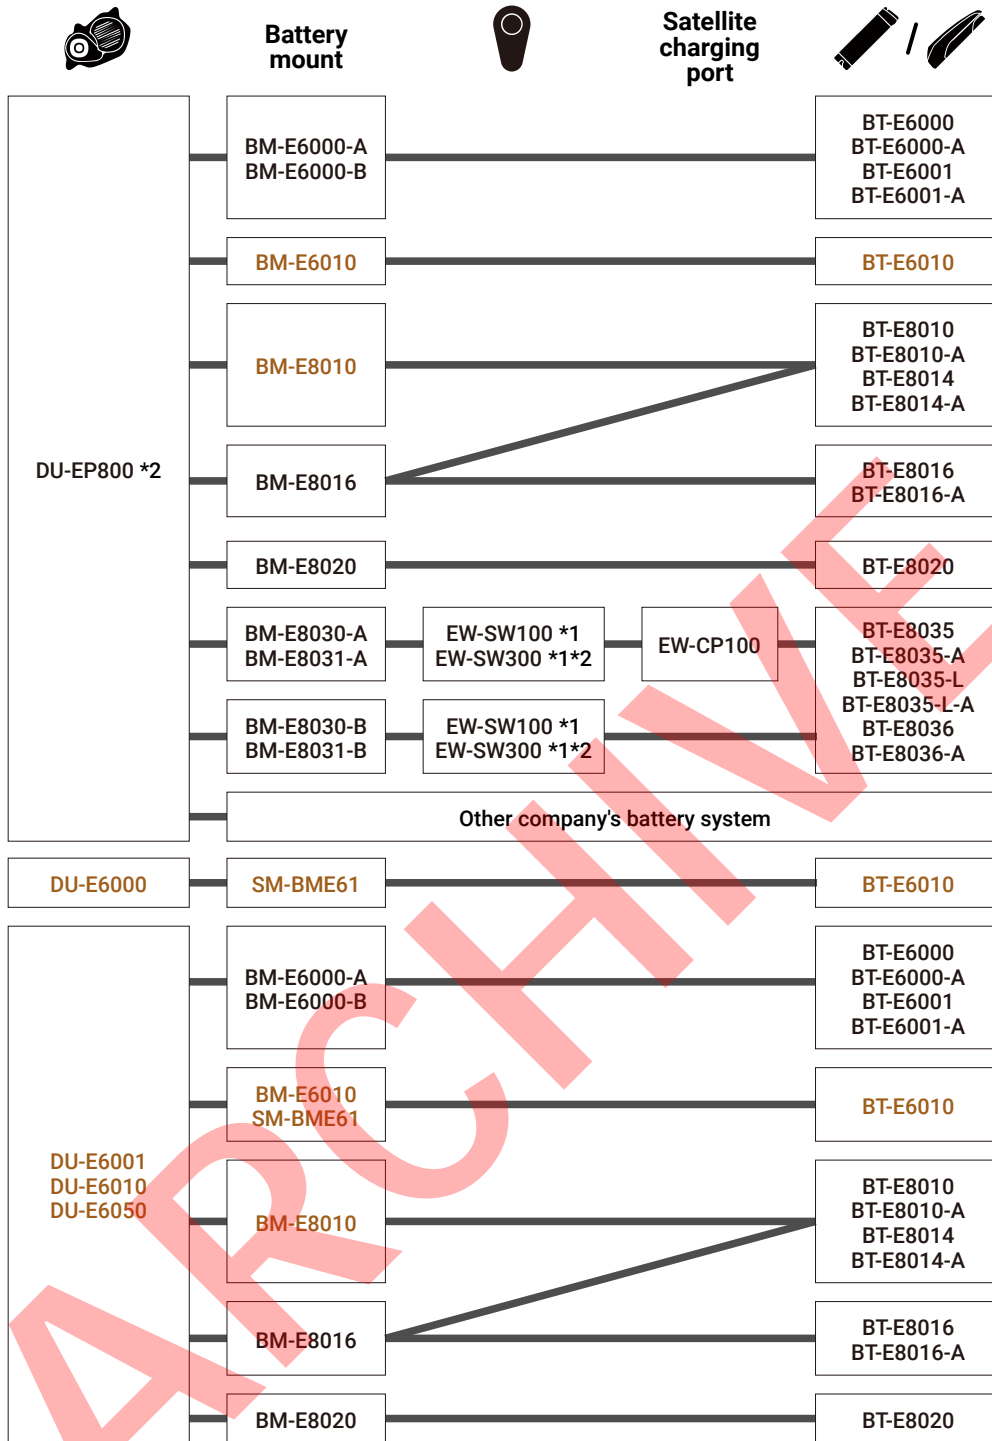 Battery
mount
Satellite
charging
port
DU-EP800 *2
BM-E6000-A
BM-E6000-B
BT-E6000
BT-E6000-A
BT-E6001
BT-E6001-A
BM-E6010
BT-E6010
BM-E8010
BT-E8010
BT-E8010-A
BT-E8014
BT-E8014-A
BM-E8016
BT-E8016
BT-E8016-A
BM-E8020
BT-E8020
BM-E8030-A
BM-E8031-A
EW-SW100 *1
EW-SW300 *1*2
EW-CP100
BT-E8035
BT-E8035-A
BT-E8035-L
BT-E8035-L-A
BT-E8036
BT-E8036-A
BM-E8030-B
BM-E8031-B
EW-SW100 *1
EW-SW300 *1*2
Other company's battery system
DU-E6000
SM-BME61
BT-E6010
DU-E6001
DU-E6010
DU-E6050
BM-E6000-A
BM-E6000-B
BT-E6000
BT-E6000-A
BT-E6001
BT-E6001-A
BM-E6010
SM-BME61
BT-E6010
BM-E8010
BT-E8010
BT-E8010-A
BT-E8014
BT-E8014-A
BM-E8016
BT-E8016
BT-E8016-A
BM-E8020
BT-E8020
ARCHIVE